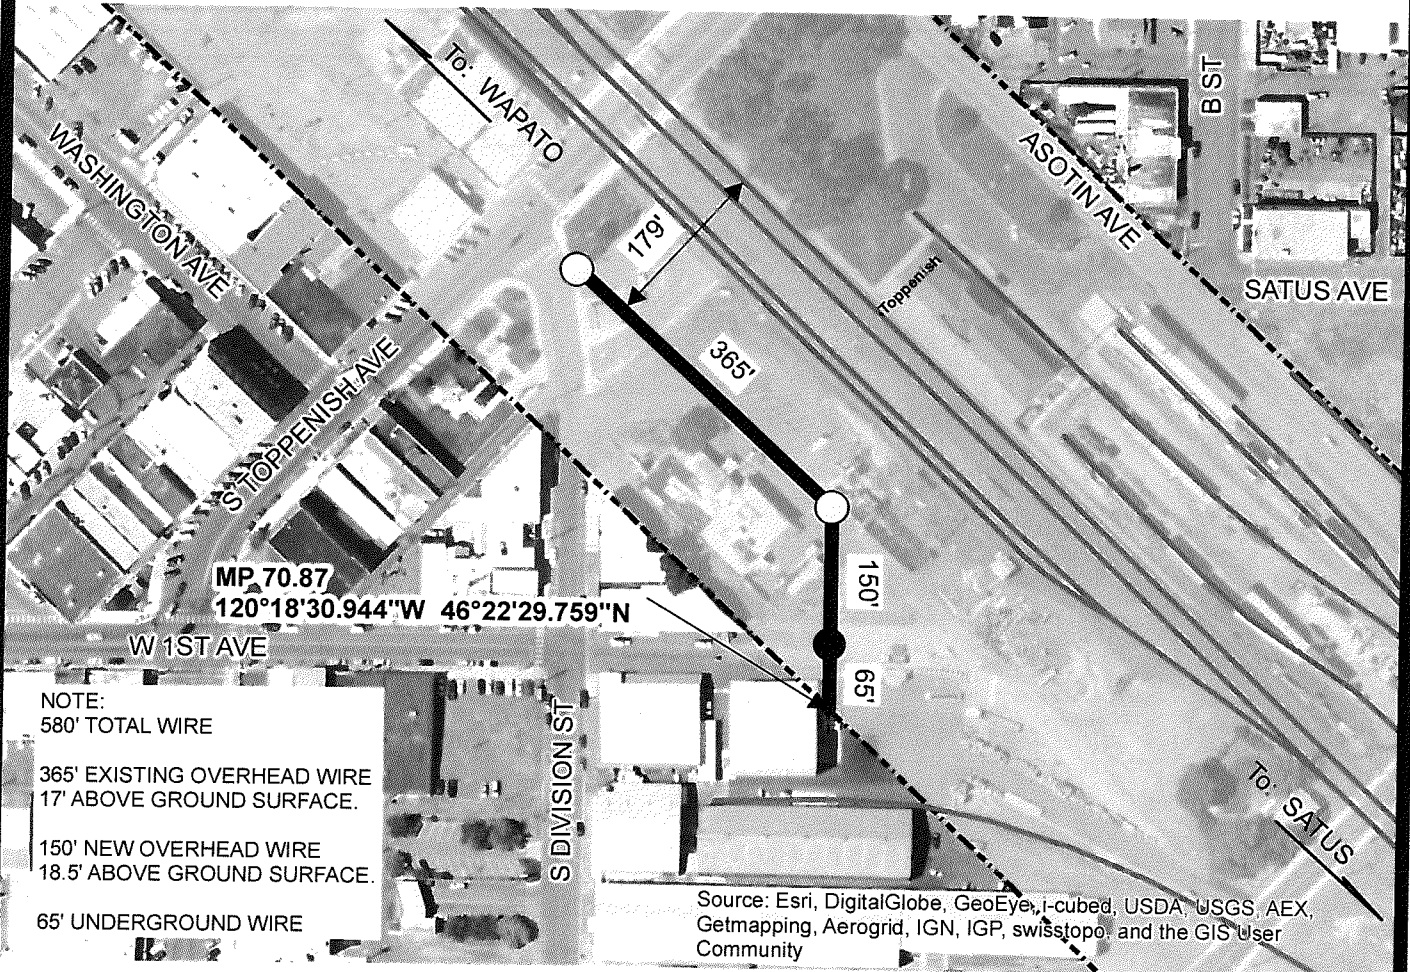 To: WAPATO
B ST
WASHINGTON AVE
ASOTIN AVE
179'
Toppenish
SATUS AVE
365'
S TOPPENISH AVE
MP 70.87
120°18'30.944"W 46°22'29.759"N
150'
W 1ST AVE
65'
NOTE:
580' TOTAL WIRE
365' EXISTING OVERHEAD WIRE
17' ABOVE GROUND SURFACE.
150' NEW OVERHEAD WIRE
18.5' ABOVE GROUND SURFACE.
65' UNDERGROUND WIRE
S DIVISION ST
To: SATUS
Source: Esri, DigitalGlobe, GeoEye, i-cubed, USDA, USGS, AEX,
Getmapping, Aerogrid, IGN, IGP, swisstopo, and the GIS User
Community